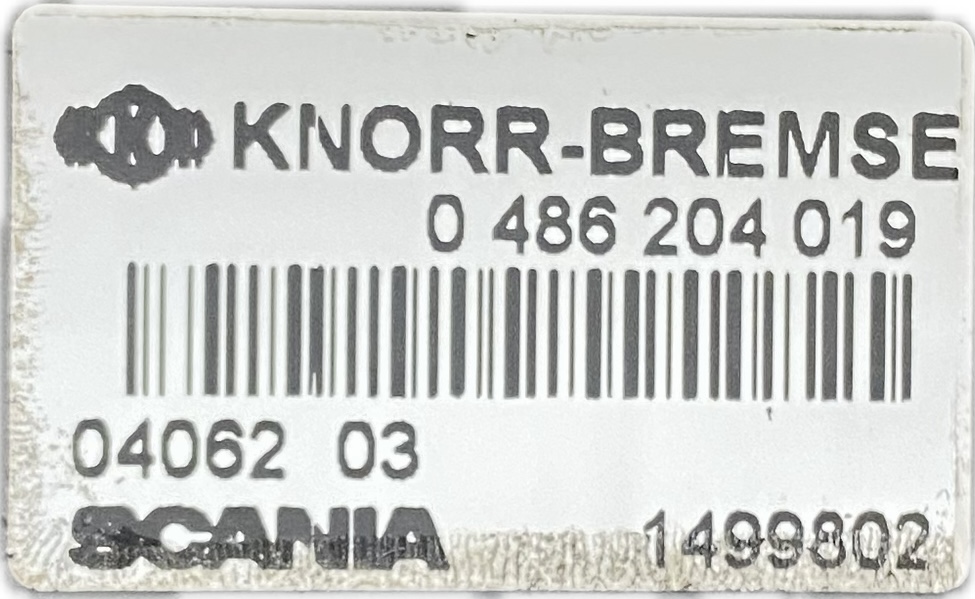 KNORR-BREMSE
0 486 204 019
04062 03
SCANIA 1499802